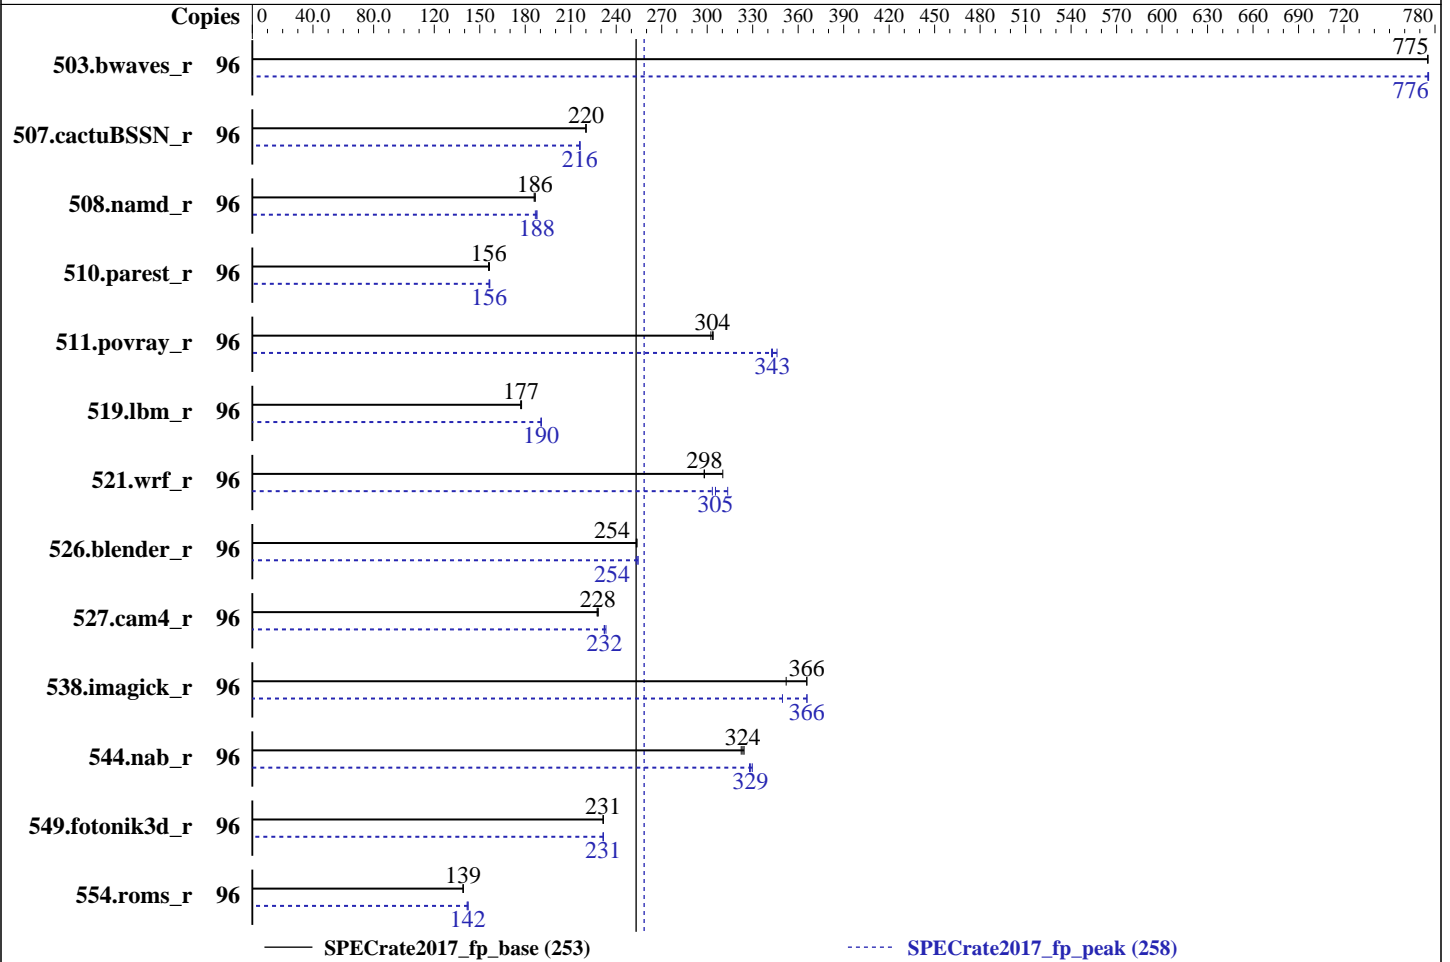 Copies 0 40.0 80.0 120 150 180 210 240 270 300 330 360 390 420 450 480 510 540 570 600 630 660 690 720 780
775
503.bwaves_r 96
776
220
507.cactuBSSN_r 96
216
186
508.namd_r 96
188
156
510.parest_r 96
156
304
511.povray_r 96
343
177
519.lbm_r 96
190
298
521.wrf_r 96
305
254
526.blender_r 96
254
228
527.cam4_r 96
232
366
538.imagick_r 96
366
324
544.nab_r 96
329
231
549.fotonik3d_r 96
231
139
554.roms_r 96
142
SPECrate2017_fp_base (253) SPECrate2017_fp_peak (258)